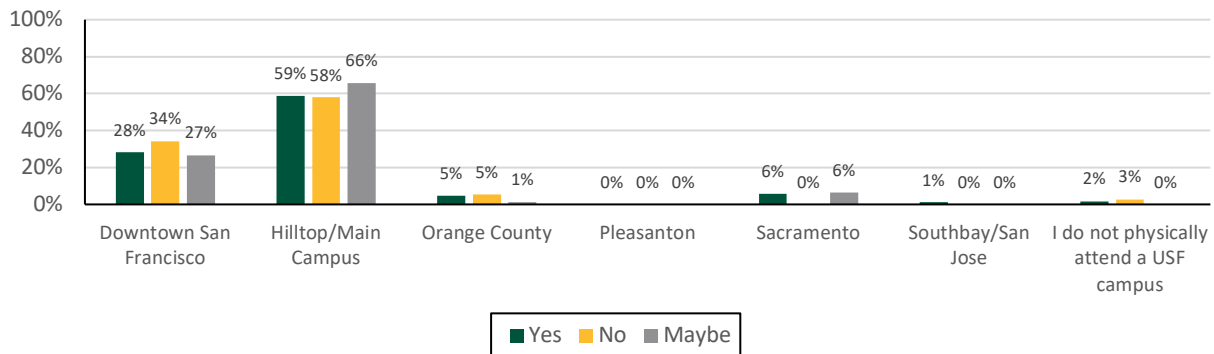 100%
80%
60%
40%
20%
0%
28%
34%
27%
59%
58%
66%
5%
5%
1%
0%
0%
0%
6%
0%
6%
1%
0%
0%
2%
3%
0%
Downtown San
Francisco
Hilltop/Main
Campus
Orange County
Pleasanton
Sacramento
Southbay/San
Jose
I do not physically
attend a USF
campus
Yes
No
Maybe